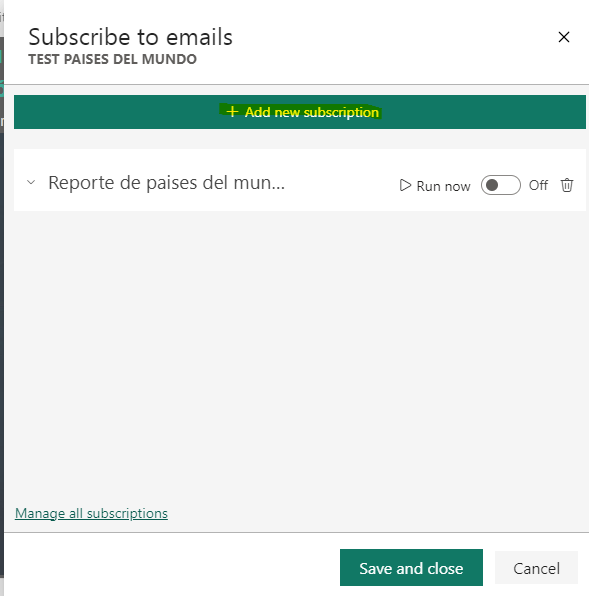 Subscribe to emails
TEST PAISES DEL MUNDO
+ Add new subscription
Reporte de paises del mun...
Run now
Off
Manage all subscriptions
Save and close
Cancel